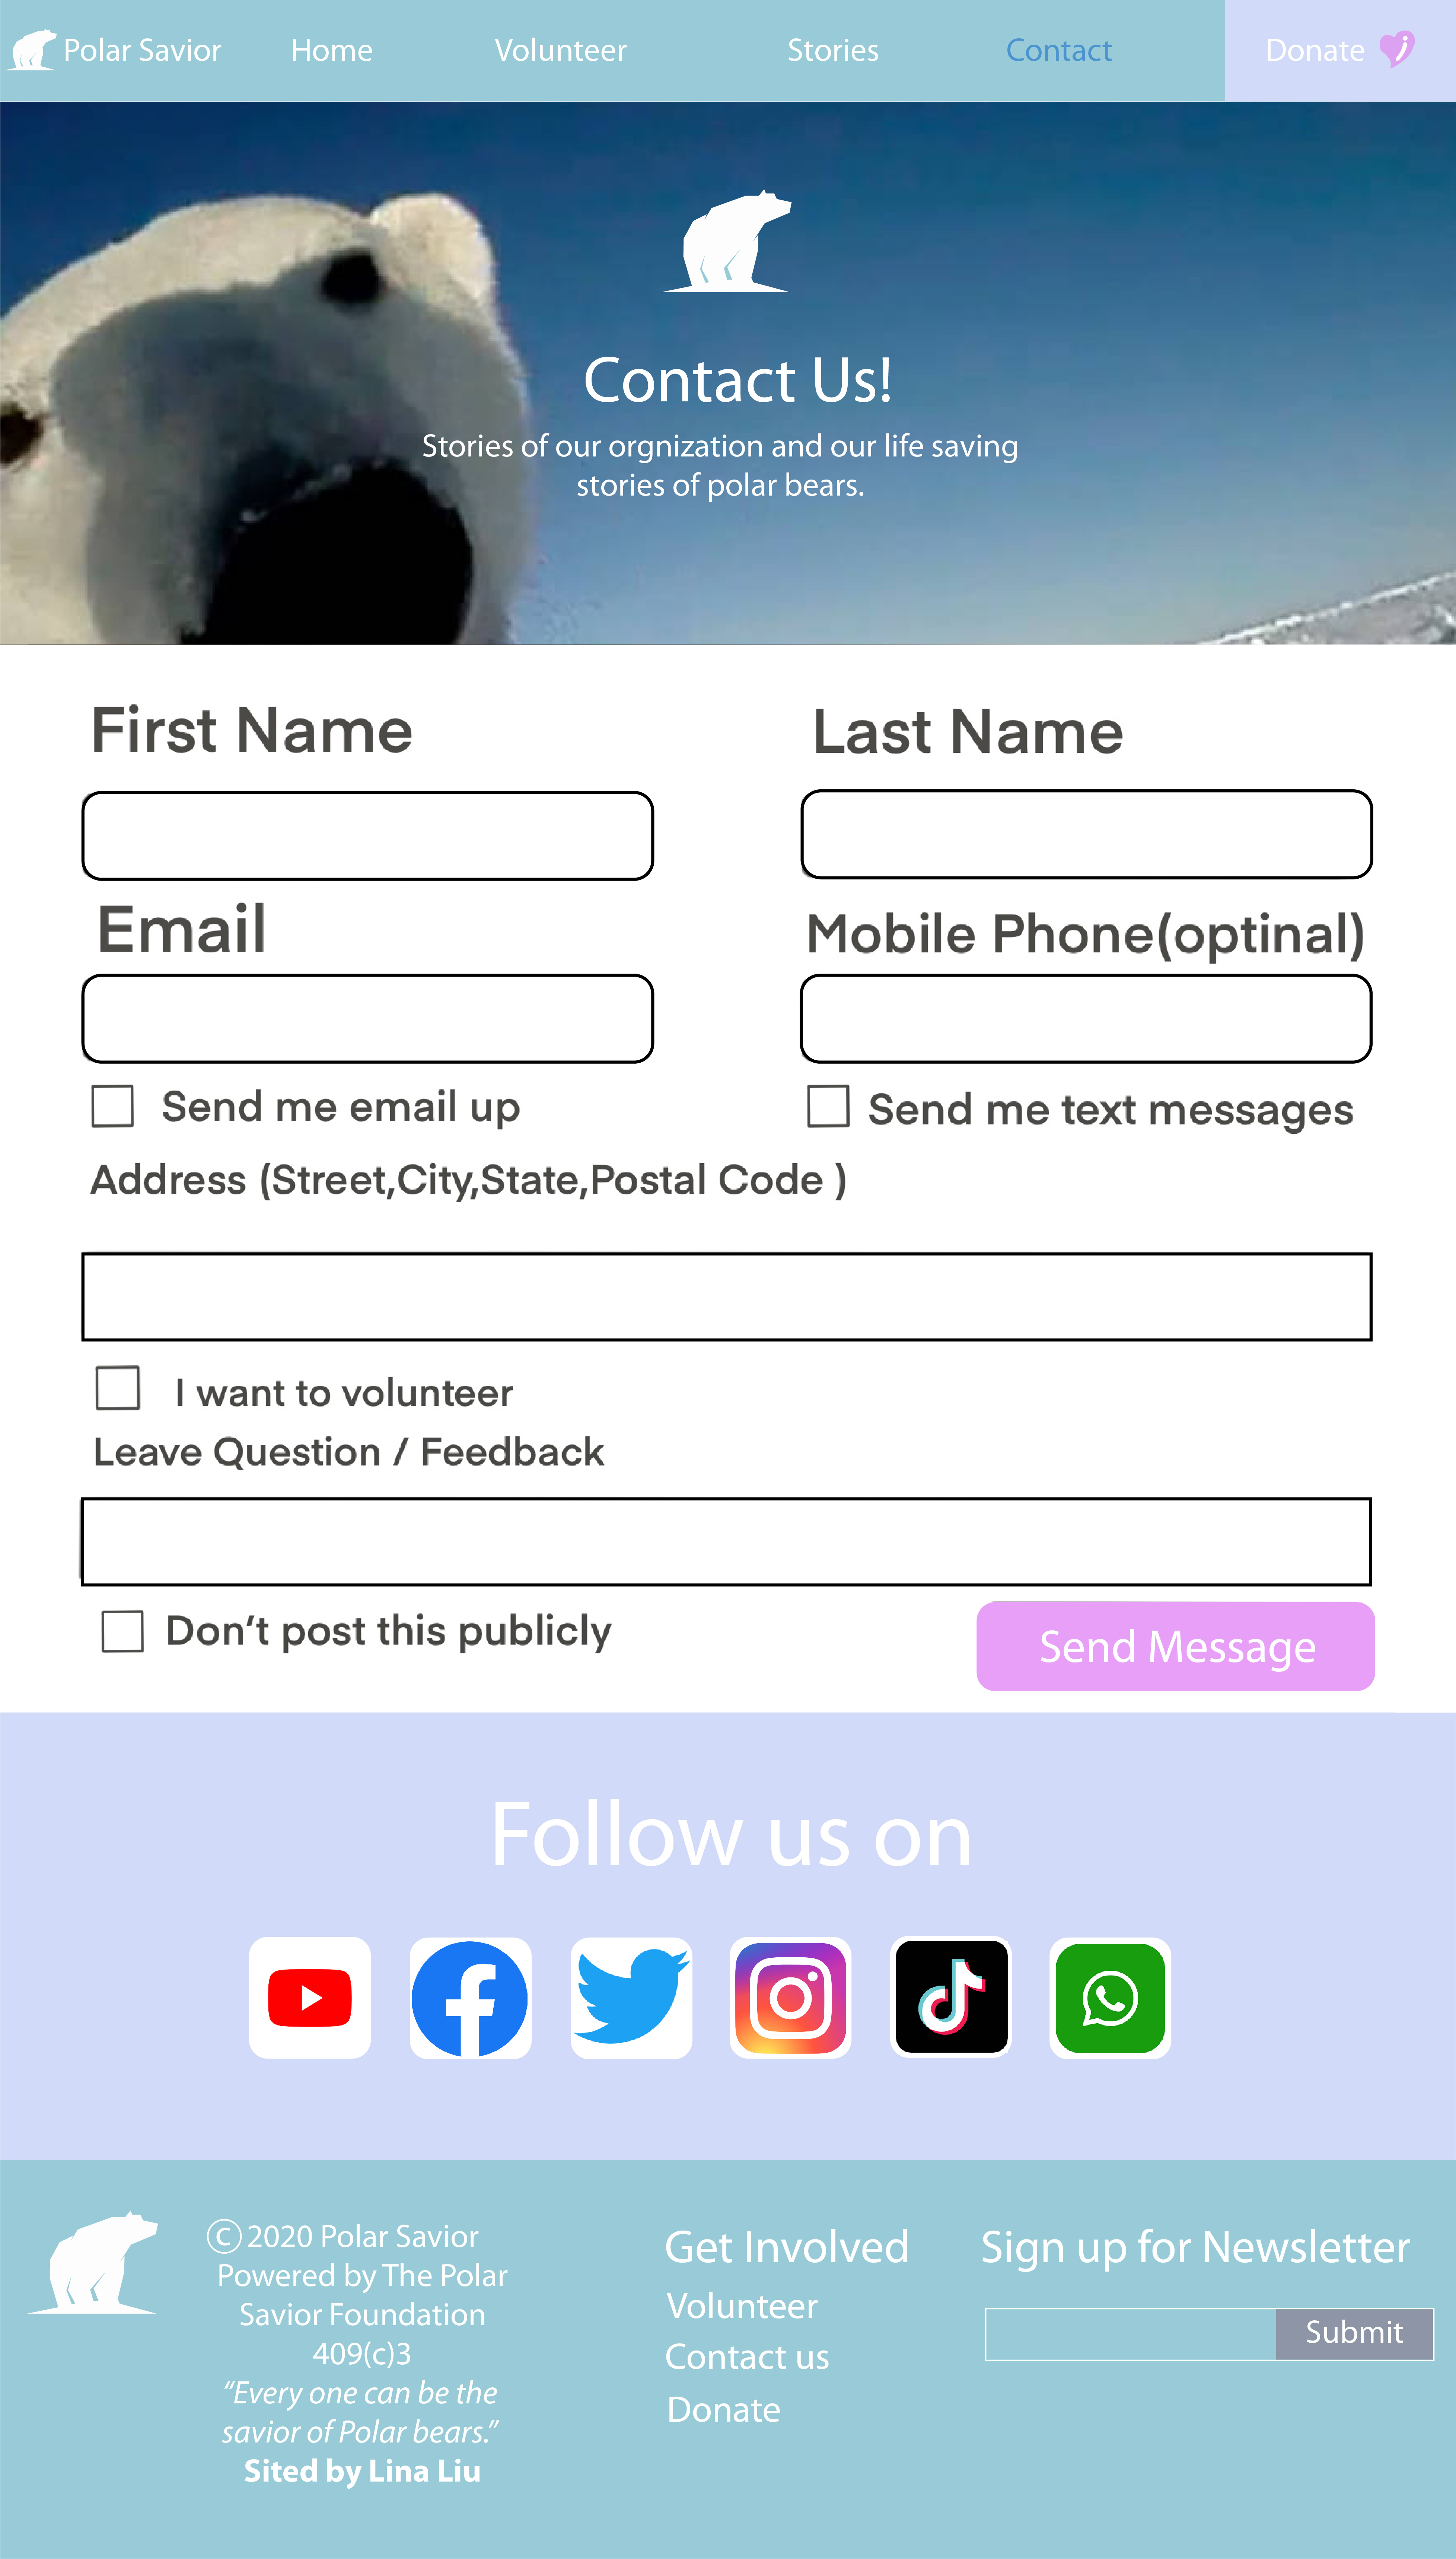 Polar Savior Home Volunteer Stories Contact Donate
Contact Us!
Stories of our orgnization and our life saving
stories of polar bears.
First Name Last Name
Email Mobile Phone(optinal)
Send me email up Send me text messages
Address (Street,City,State,Postal Code )
I want to volunteer
Leave Question / Feedback
Don't post this publicly
Send Message
Follow us on
©2020 Polar Savior
Powered by The Polar
Savior Foundation
409(c)3
“Every one can be the
savior of Polar bears.”
Sited by Lina Liu
Get Involved
Volunteer
Contact us
Donate
Sign up for Newsletter
Submit